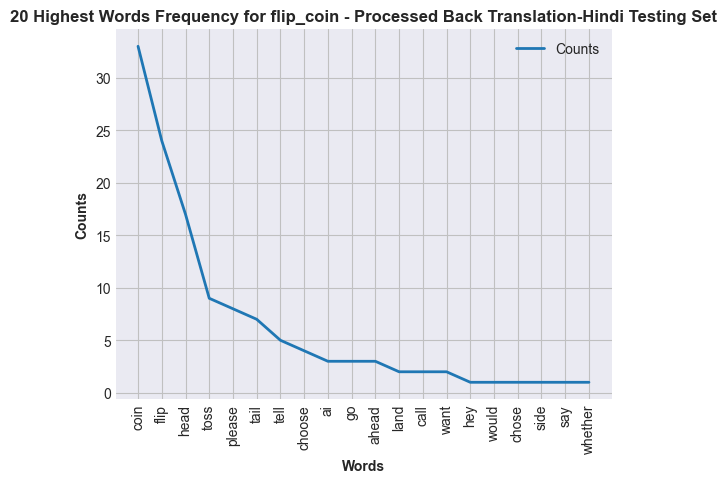 20 Highest Words Frequency for flip_coin - Processed Back Translation-Hindi Testing Set
Counts
30
25
20
15
10
5
0
Counts
coin
flip
head
toss
please
tail
tell
choose
ai
go
ahead
land
call
want
hey
would
chose
side
say
whether
Words